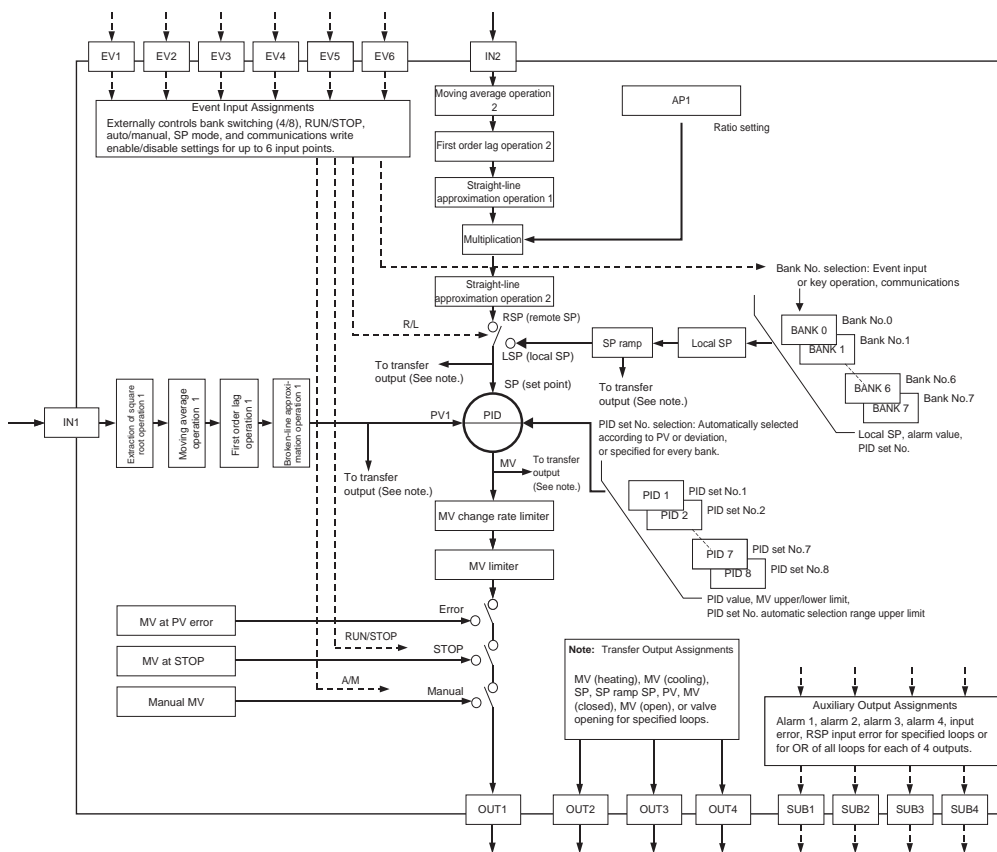 EV1
EV2
EV3
EV4
EV5
EV6
IN2
Event Input Assignments
Externally controls bank switching (4/8), RUN/STOP,
auto/manual, SP mode, and communications write
enable/disable settings for up to 6 input points.
Moving average operation
2
AP1
Ratio setting
First order lag operation 2
Straight-line
approximation operation 1
Multiplication
Straight-line
approximation operation 2
Bank No. selection: Event input
or key operation, communications
R/L
RSP (remote SP)
LSP (local SP)
SP ramp
Local SP
BANK 0
Bank No.0
BANK 1
Bank No.1
BANK 6
Bank No.6
BANK 7
Bank No.7
To transfer
output (See note.)
SP (set point)
To transfer
output (See note.)
Local SP, alarm value,
PID set No.
IN1
Extraction of square
root operation 1
Moving average
operation 1
First order lag
operation 1
Broken-line approxi-
mation operation 1
PV1
PID
To transfer
output (See note.)
MV
To transfer
output
(See note.)
PID set No. selection: Automatically selected
according to PV or deviation,
or specified for every bank.
PID 1
PID set No.1
PID 2
PID set No.2
PID 7
PID set No.7
PID 8
PID set No.8
PID value, MV upper/lower limit,
PID set No. automatic selection range upper limit
MV change rate limiter
MV limiter
MV at PV error
Error
RUN/STOP
MV at STOP
STOP
A/M
Manual MV
Manual
Note: Transfer Output Assignments
MV (heating), MV (cooling),
SP, SP ramp SP, PV, MV
(closed), MV (open), or valve
opening for specified loops.
Auxiliary Output Assignments
Alarm 1, alarm 2, alarm 3, alarm 4, input
error, RSP input error for specified loops or
for OR of all loops for each of 4 outputs.
OUT1
OUT2
OUT3
OUT4
SUB1
SUB2
SUB3
SUB4